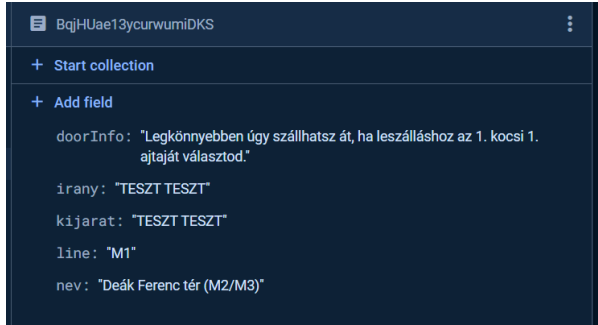 BqjHUae13ycurwumiDKS
+ Start collection
+ Add field
doorInfo: "Legkönnyebben úgy szállhatsz át, ha leszálláshoz az 1. kocsi 1.
ajtaját választod."
irany: "TESZT TESZT"
kijarat: "TESZT TESZT"
line: "M1"
nev: "Deák Ferenc tér (M2/M3)"